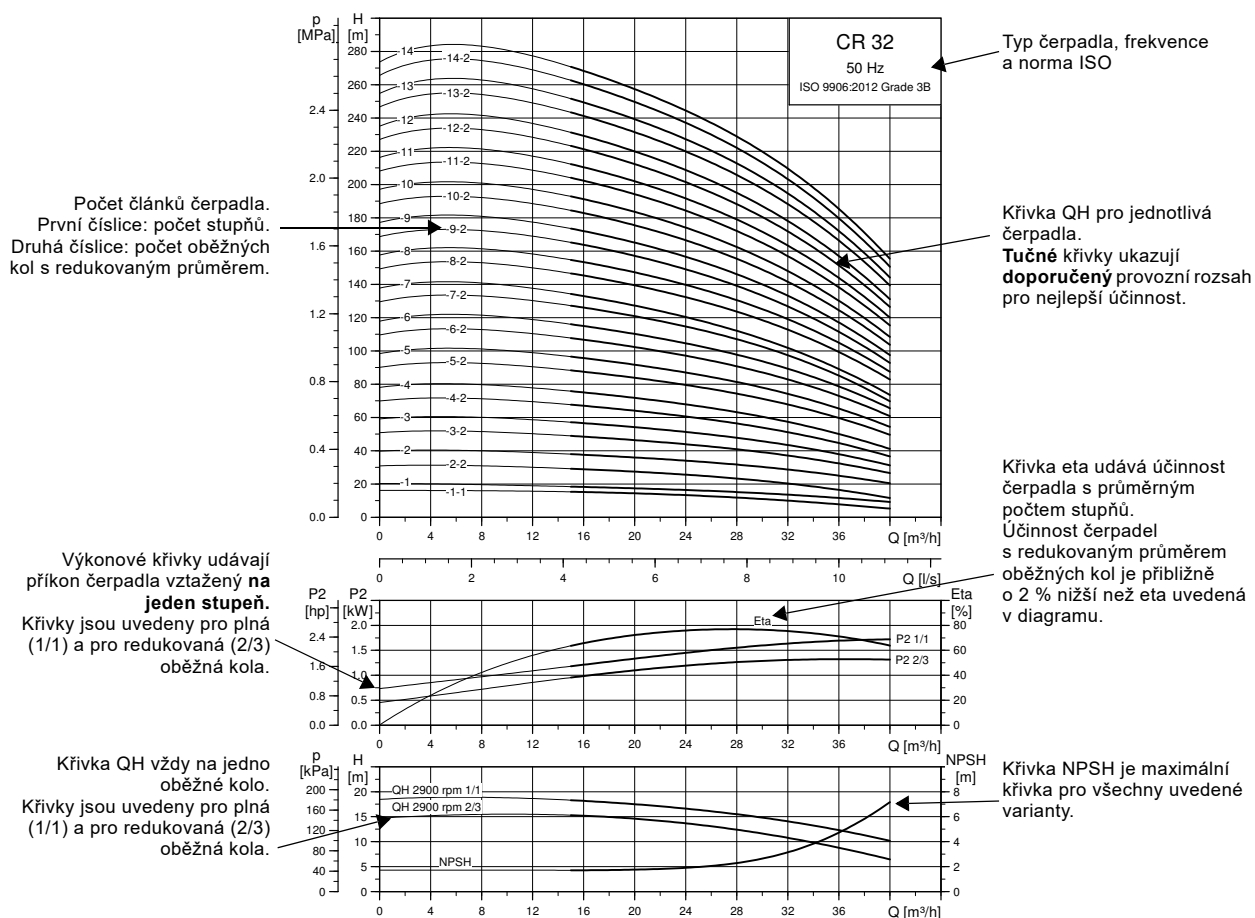 p
[MPa]
H
[m]
280
260
240
220
200
180
160
140
120
100
80
60
40
20
0
2.4
2.0
1.6
1.2
0.8
0.4
0.0
-14
-14-2
-13
-13-2
-12
-12-2
-11
-11-2
-10
-10-2
-9
-9-2
-8
-8-2
-7
-7-2
-6
-6-2
-5
-5-2
-4
-4-2
-3
-3-2
-2
-2-2
-1
-1-1
CR 32
50 Hz
ISO 9906:2012 Grade 3B
0 4 8 12 16 20 24 28 32 36 Q [m³/h]
0 2 4 6 8 10 Q [l/s]
Typ čerpadla, frekvence
a norma ISO
Počet článků čerpadla.
První číslice: počet stupňů.
Druhá číslice: počet oběžných
kol s redukovaným průměrem.
Křivka QH pro jednotlivá
čerpadla.
Tučné křivky ukazují
doporučený provozní rozsah
pro nejlepší účinnost.
Křivka eta udává účinnost
čerpadla s průměrným
počtem stupňů.
Účinnost čerpadel
s redukovaným průměrem
oběžných kol je přibližně
o 2 % nižší než eta uvedená
v diagramu.
Výkonové křivky udávají
příkon čerpadla vztažený na
jeden stupeň.
Křivky jsou uvedeny pro plná
(1/1) a pro redukovaná (2/3)
oběžná kola.
P2
[hp]
P2
[kW]
2.4
1.6
0.8
0.0
2.0
1.5
1.0
0.5
0.0
Eta
P2 1/1
P2 2/3
Eta
[%]
80
60
40
20
0
0 4 8 12 16 20 24 28 32 36 Q [m³/h]
Křivka QH vždy na jedno
oběžné kolo.
Křivky jsou uvedeny pro plná
(1/1) a pro redukovaná (2/3)
oběžná kola.
p
[kPa]
H
[m]
200
160
120
80
40
0
20
15
10
5
0
QH 2900 rpm 1/1
QH 2900 rpm 2/3
NPSH
NPSH
[m]
8
6
4
2
0
0 4 8 12 16 20 24 28 32 36 Q [m³/h]
Křivka NPSH je maximální
křivka pro všechny uvedené
varianty.